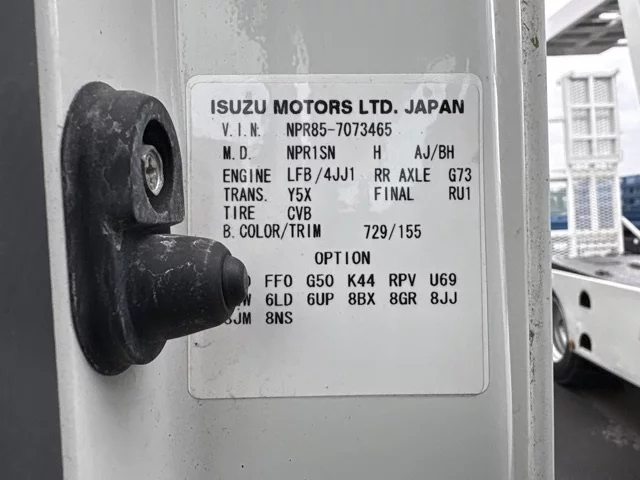 ISUZU MOTORS LTD. JAPAN
V.I.N. NPR85-7073465
M.D. NPR1SN H AJ/BH
ENGINE LFB/4JJ1 RR AXLE G73
TRANS. Y5X FINAL RU1
TIRE CVB
B.COLOR/TRIM 729/155
OPTION
FF0 G50 K44 RPV U69
6LD 6UP 8BX 8GR 8JJ
8NS